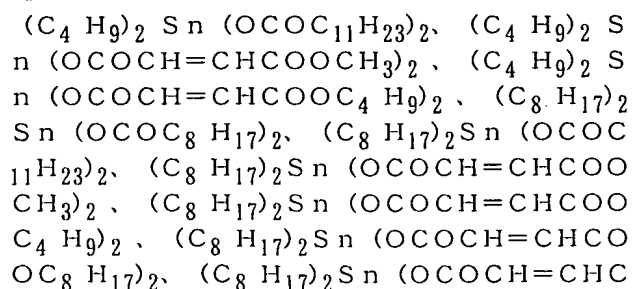 (C₄ H₉)₂ Sn (OCOC₁₁H₂₃)₂、(C₄ H₉)₂ S
n (OCOCH=CHCOOCH₃)₂ 、(C₄ H₉)₂ S
n (OCOCH=CHCOOC₄ H₉)₂ 、(C₈ H₁₇)₂
Sn (OCOC₈ H₁₇)₂、(C₈ H₁₇)₂Sn (OCOC
₁₁H₂₃)₂、(C₈ H₁₇)₂Sn (OCOCH=CHCOO
CH₃)₂ 、(C₈ H₁₇)₂Sn (OCOCH=CHCOO
C₄ H₉)₂ 、(C₈ H₁₇)₂Sn (OCOCH=CHCO
OC₈ H₁₇)₂、(C₈ H₁₇)₂Sn (OCOCH=CHC